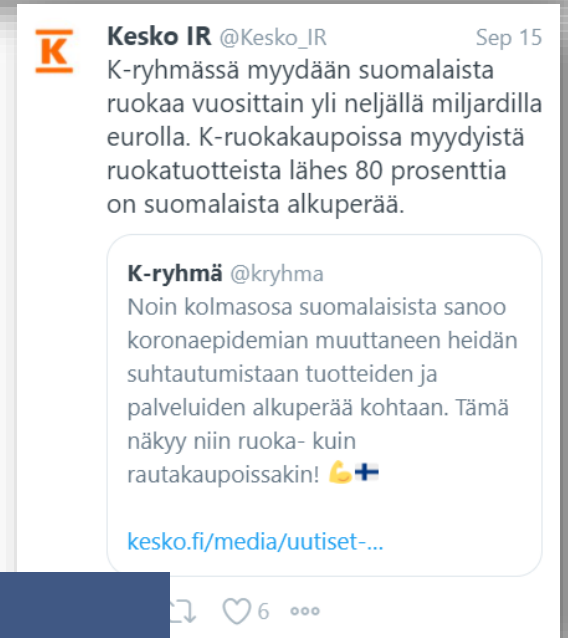 K
Kesko IR @Kesko_IR Sep 15
K-ryhmässä myydään suomalaista
ruokaa vuosittain yli neljällä miljardilla
eurolla. K-ruokakaupoissa myydyistä
ruokatuotteista lähes 80 prosenttia
on suomalaista alkuperää.
K-ryhmä @kryhma
Noin kolmasosa suomalaisista sanoo
koronaepidemian muuttaneen heidän
suhtautumistaan tuotteiden ja
palveluiden alkuperää kohtaan. Tämä
näkyy niin ruoka- kuin
rautakaupoissakin! 💪🇫🇮
kesko.fi/media/uutiset-...
6